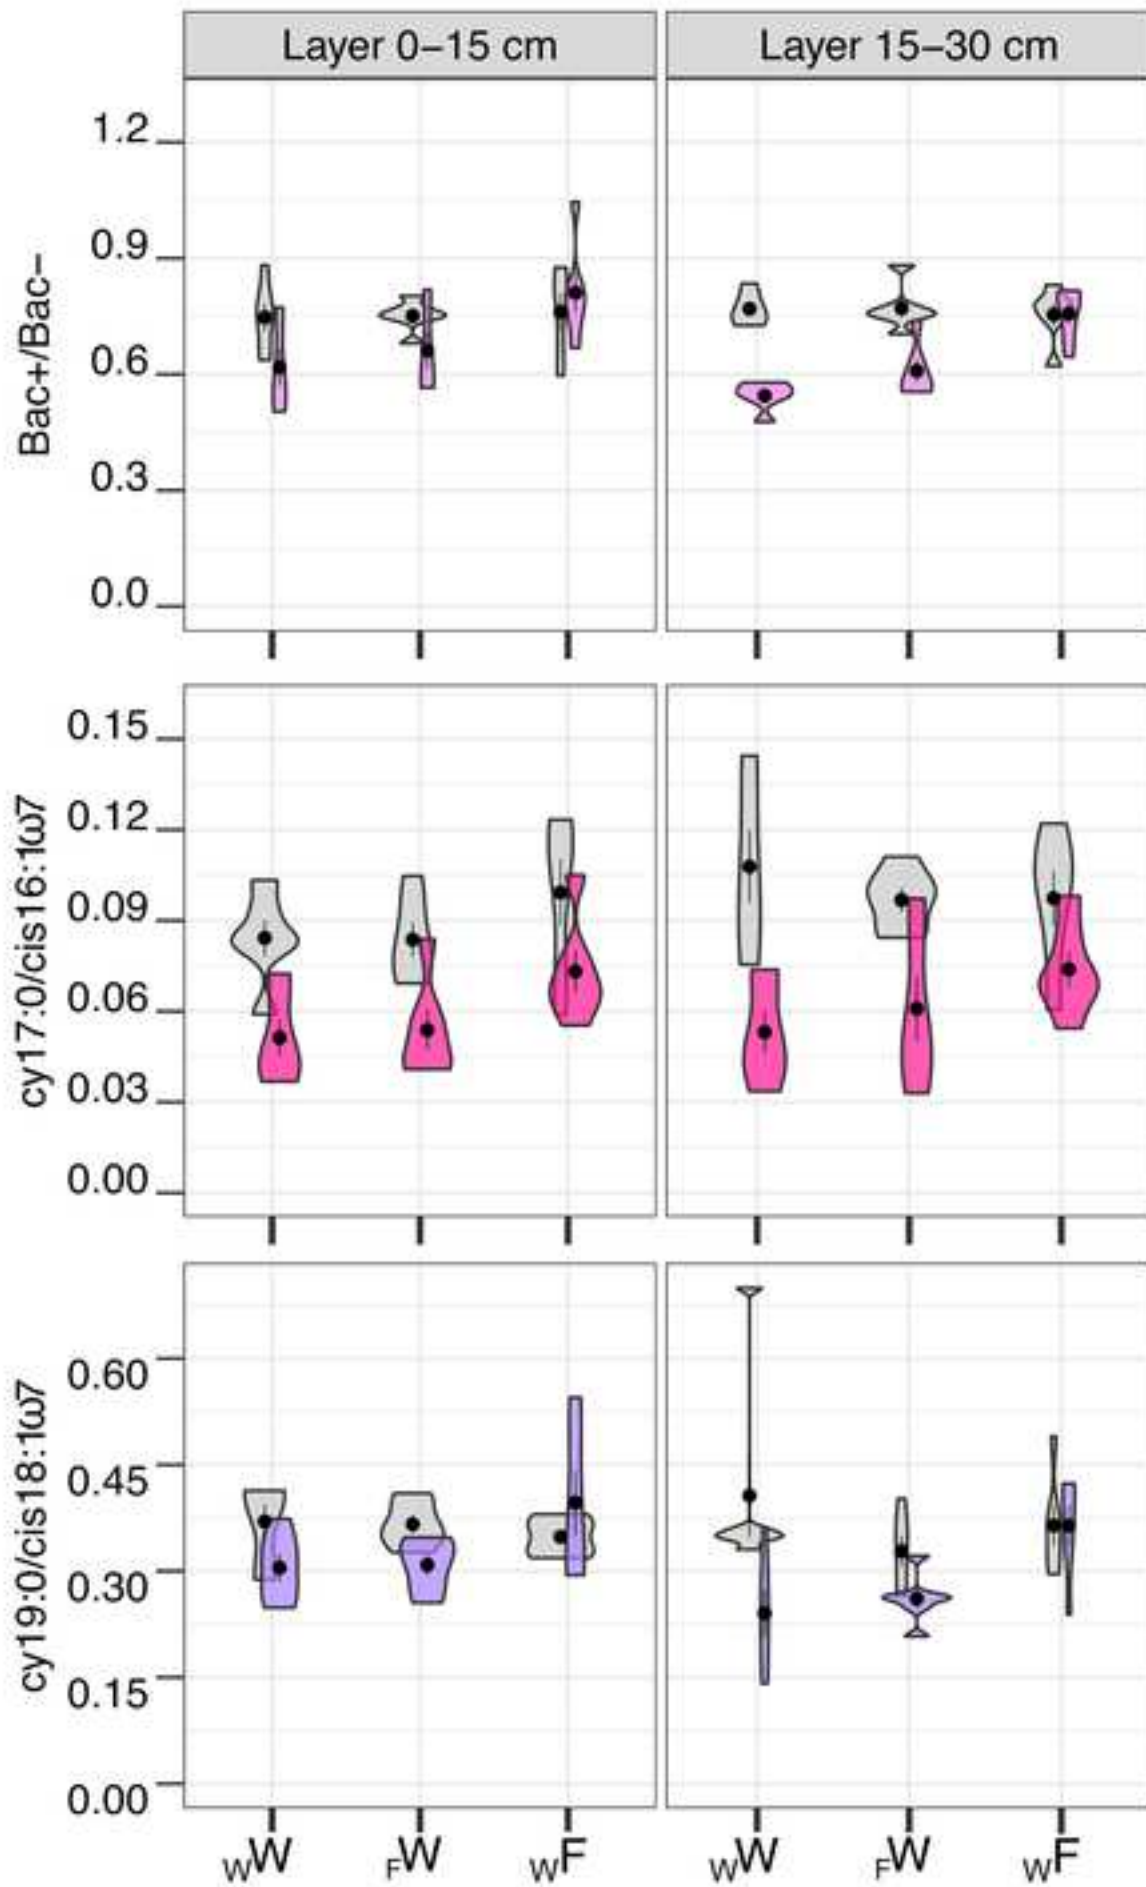 Layer 0–15 cm
Layer 15–30 cm
Bac+/Bac−
1.2
0.9
0.6
0.3
0.0
cy17:0/cis16:1ω7
0.15
0.12
0.09
0.06
0.03
0.00
cy19:0/cis18:1ω7
0.60
0.45
0.30
0.15
0.00
WW FW WF WW FW WF